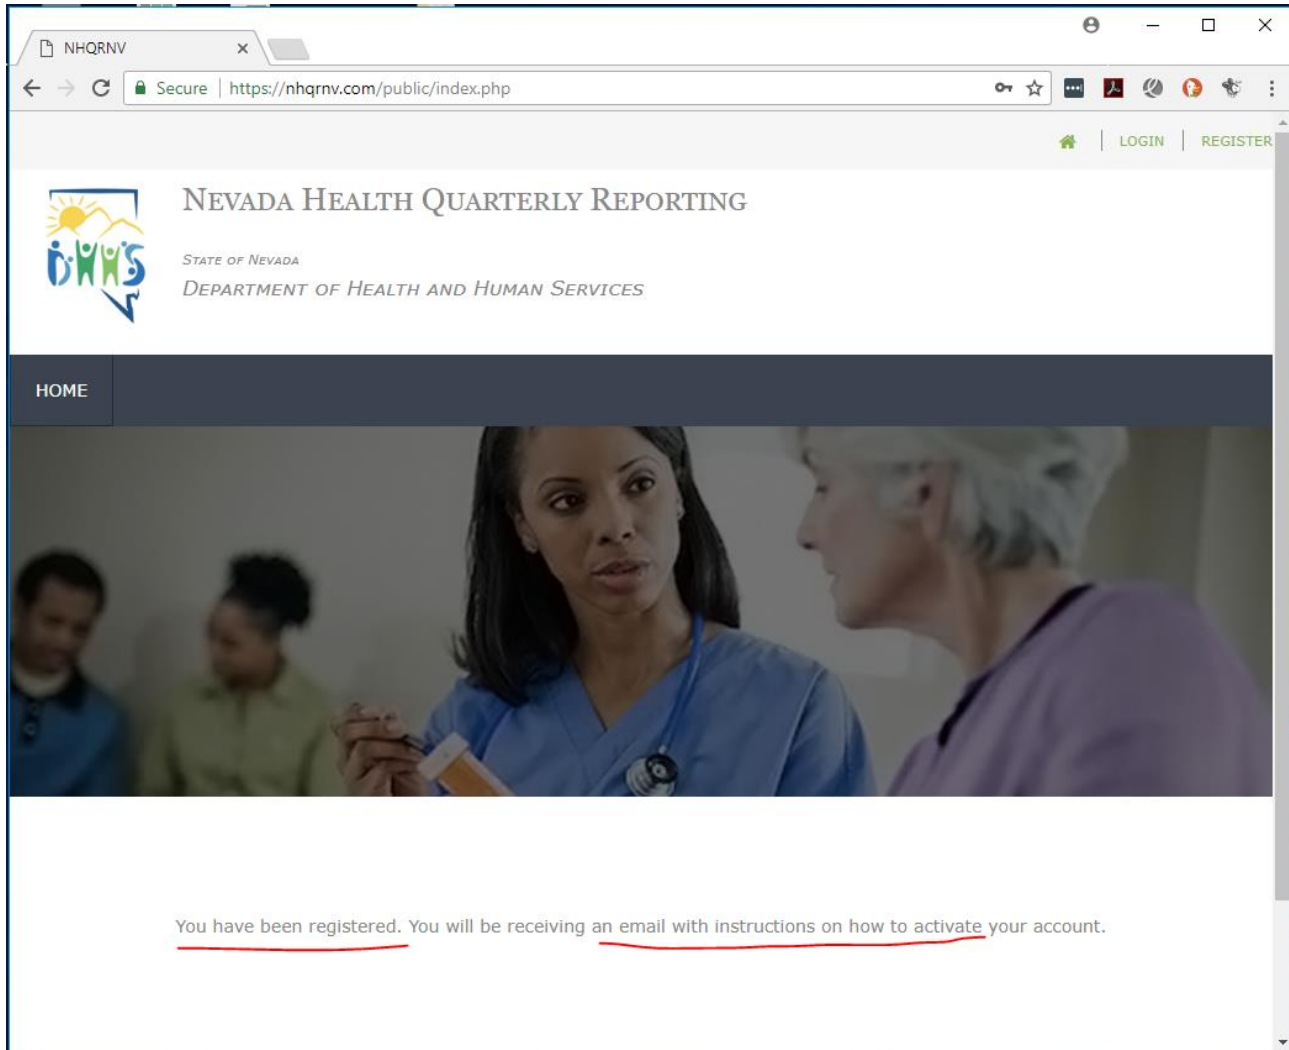 NHQRNV
Secure | https://nhqrnv.com/public/index.php
LOGIN | REGISTER
NEVADA HEALTH QUARTERLY REPORTING
DHHS
STATE OF NEVADA
DEPARTMENT OF HEALTH AND HUMAN SERVICES
HOME
You have been registered. You will be receiving an email with instructions on how to activate your account.